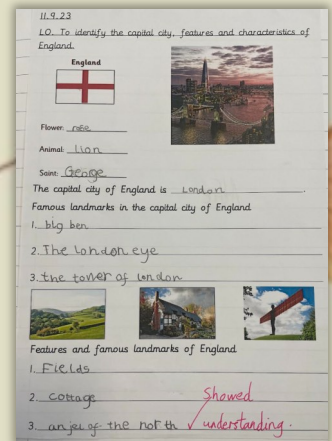 11.9.23
LO. To identify the capital city, features and characteristics of
England.
England
Flower: rose
Animal: Lion
Saint: George
The capital city of England is London.
Famous landmarks in the capital city of England
1. big ben
2. The London eye
3. the tower of london
Features and famous landmarks of England
1. Fields
2. Cottage
3. anjel of the north ✓
Showed
understanding.